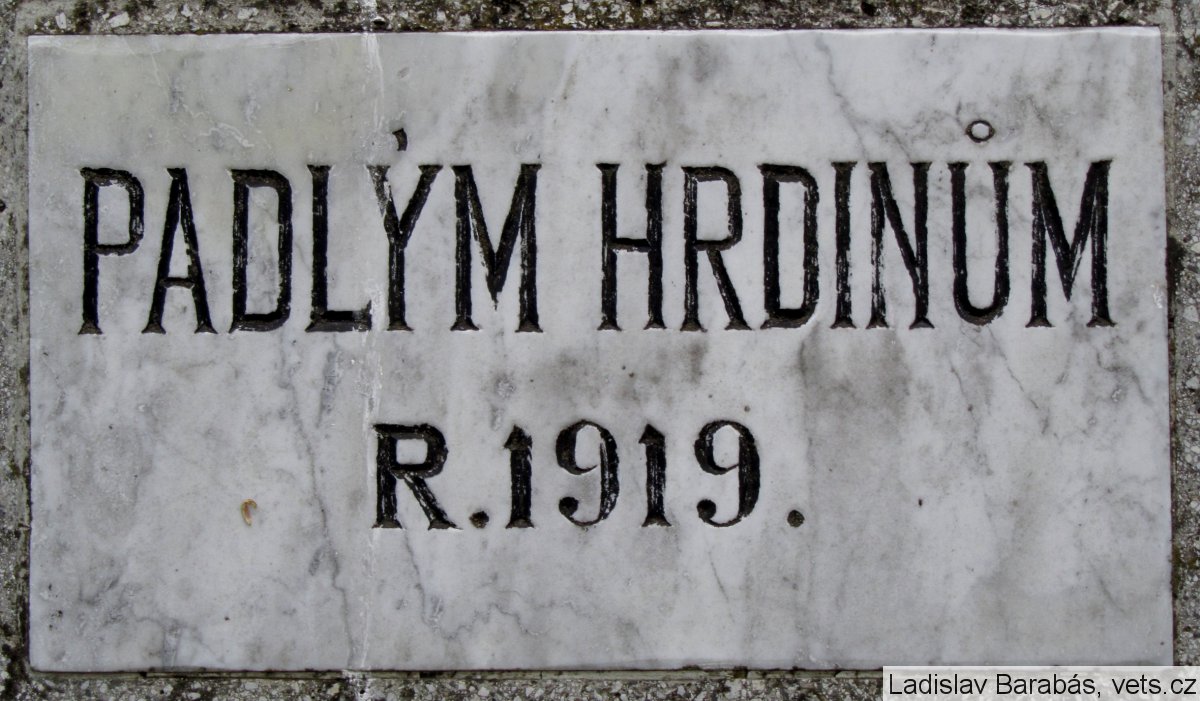 PADLÝM HRDINŮM
R. 1919.
Ladislav Barabás, vets.cz